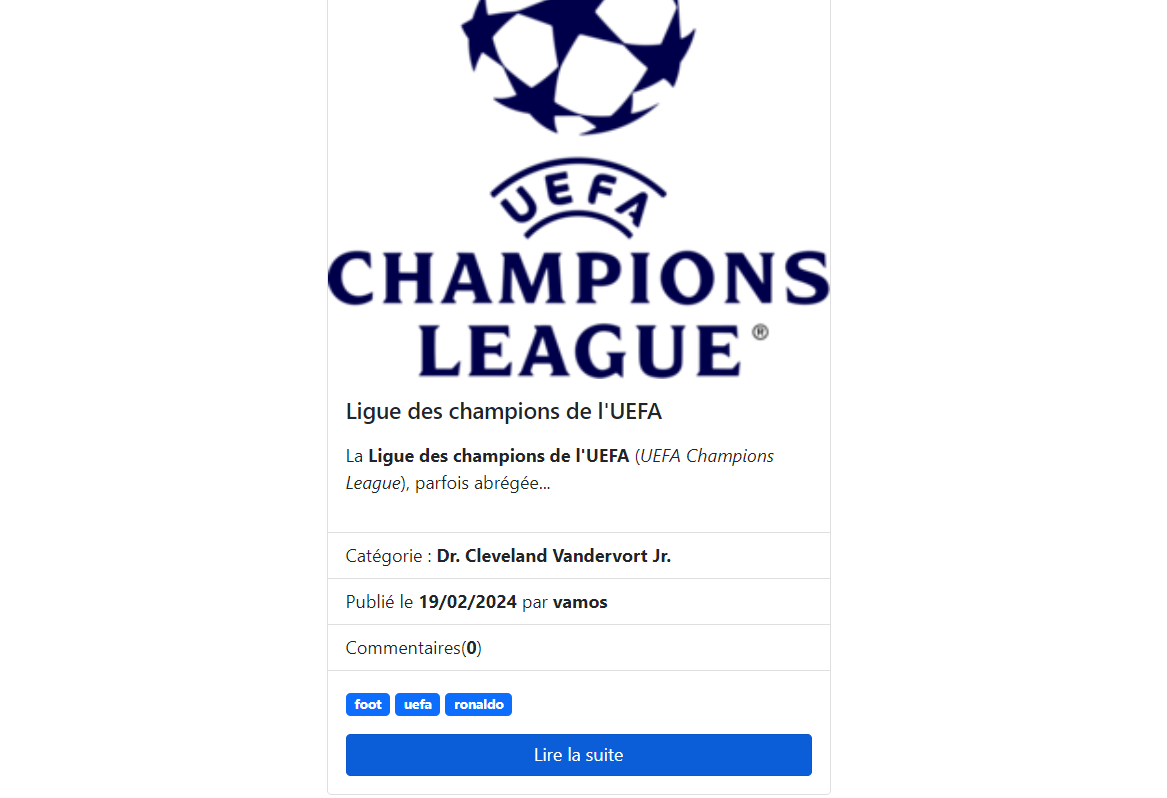 UEFA
CHAMPIONS
LEAGUE®
Ligue des champions de l'UEFA
La Ligue des champions de l'UEFA (UEFA Champions
League), parfois abrégée...
Catégorie : Dr. Cleveland Vandervort Jr.
Publié le 19/02/2024 par vamos
Commentaires(0)
foot uefa ronaldo
Lire la suite